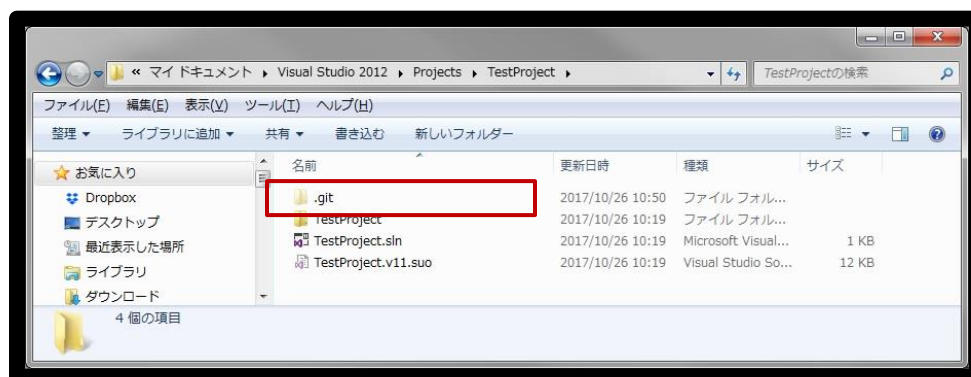 « マイ ドキュメント ▸ Visual Studio 2012 ▸ Projects ▸ TestProject ▸ TestProjectの検索
ファイル(F) 編集(E) 表示(V) ツール(T) ヘルプ(H)
整理 ▼ ライブラリに追加 ▼ 共有 ▼ 書き込む 新しいフォルダー
名前 更新日時 種類 サイズ
お気に入り
Dropbox
デスクトップ
最近表示した場所
ライブラリ
ダウンロード
.git 2017/10/26 10:50 ファイル フォル...
TestProject 2017/10/26 10:19 ファイル フォル...
TestProject.sln 2017/10/26 10:19 Microsoft Visual... 1 KB
TestProject.v11.suo 2017/10/26 10:19 Visual Studio So... 12 KB
4 個の項目